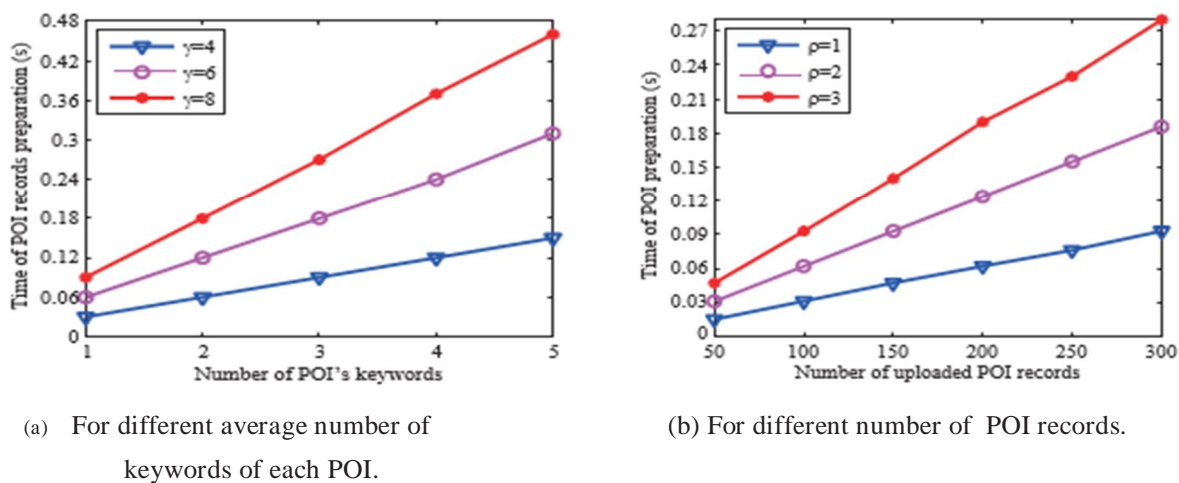 0.48
0.42
0.36
0.3
0.24
0.18
0.12
0.06
0
Time of POI records preparation (s)
γ=4
γ=6
γ=8
1 2 3 4 5
Number of POI's keywords
(a) For different average number of
keywords of each POI.
0.27
0.24
0.21
0.18
0.15
0.12
0.09
0.06
0.03
0
Time of POI preparation (s)
ρ=1
ρ=2
ρ=3
50 100 150 200 250 300
Number of uploaded POI records
(b) For different number of POI records.